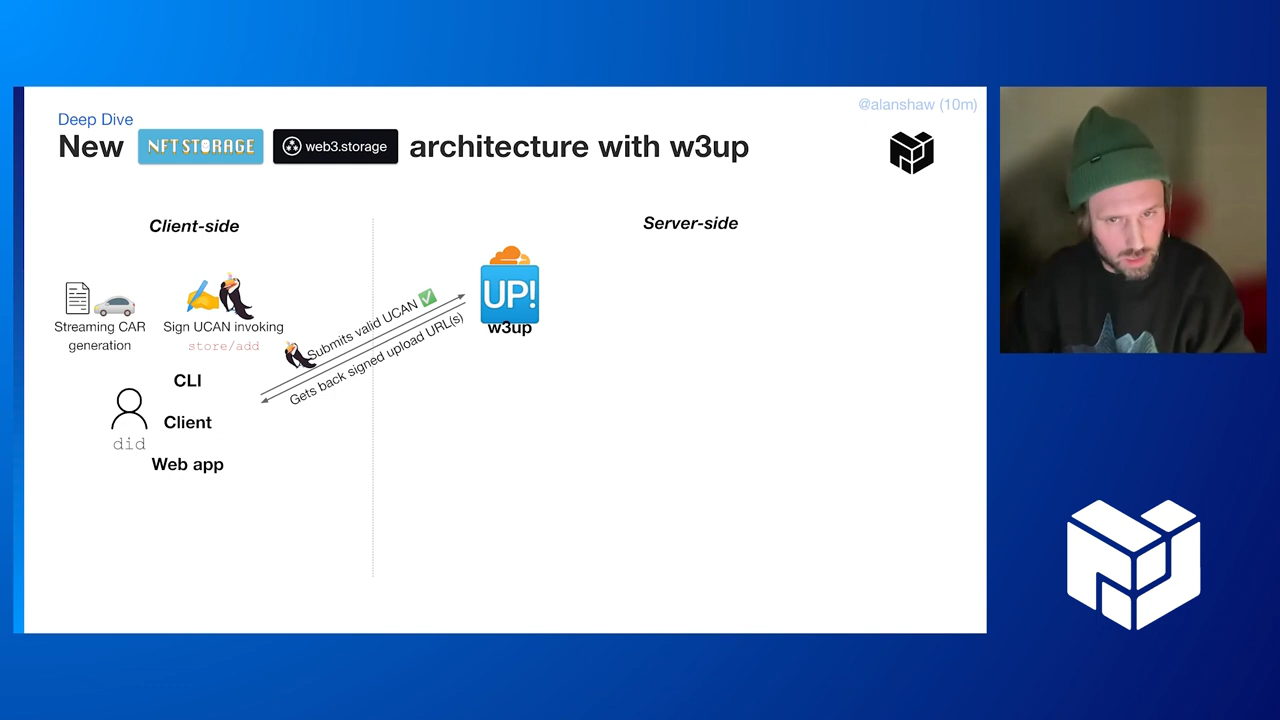 @alanshaw (10m)
Deep Dive
New NFT STORAGE web3.storage architecture with w3up
Client-side
Server-side
UP!
w3up
Streaming CAR
generation
Sign UCAN invoking
store/add
Submits valid UCAN
Gets back signed upload URL(s)
CLI
Client
did
Web app